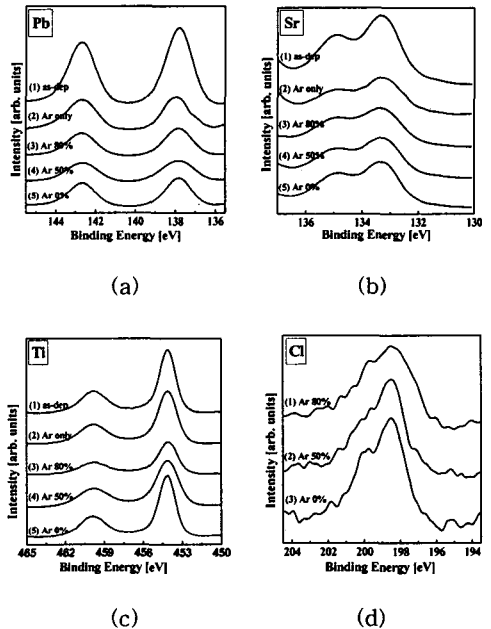 Pb
Intensity [arb. units]
(1) as-dep
(2) Ar only
(3) Ar 80%
(4) Ar 50%
(5) Ar 0%
144 142 140 138 136
Binding Energy [eV]
(a)
Sr
Intensity [arb. units]
(1) as-dep
(2) Ar only
(3) Ar 80%
(4) Ar 50%
(5) Ar 0%
136 134 132 130
Binding Energy [eV]
(b)
Ti
Intensity [arb. units]
(1) as-dep
(2) Ar only
(3) Ar 80%
(4) Ar 50%
(5) Ar 0%
465 462 459 456 453 450
Binding Energy [eV]
(c)
Cl
Intensity [arb. units]
(1) Ar 80%
(2) Ar 50%
(3) Ar 0%
204 202 200 198 196 194
Binding Energy [eV]
(d)